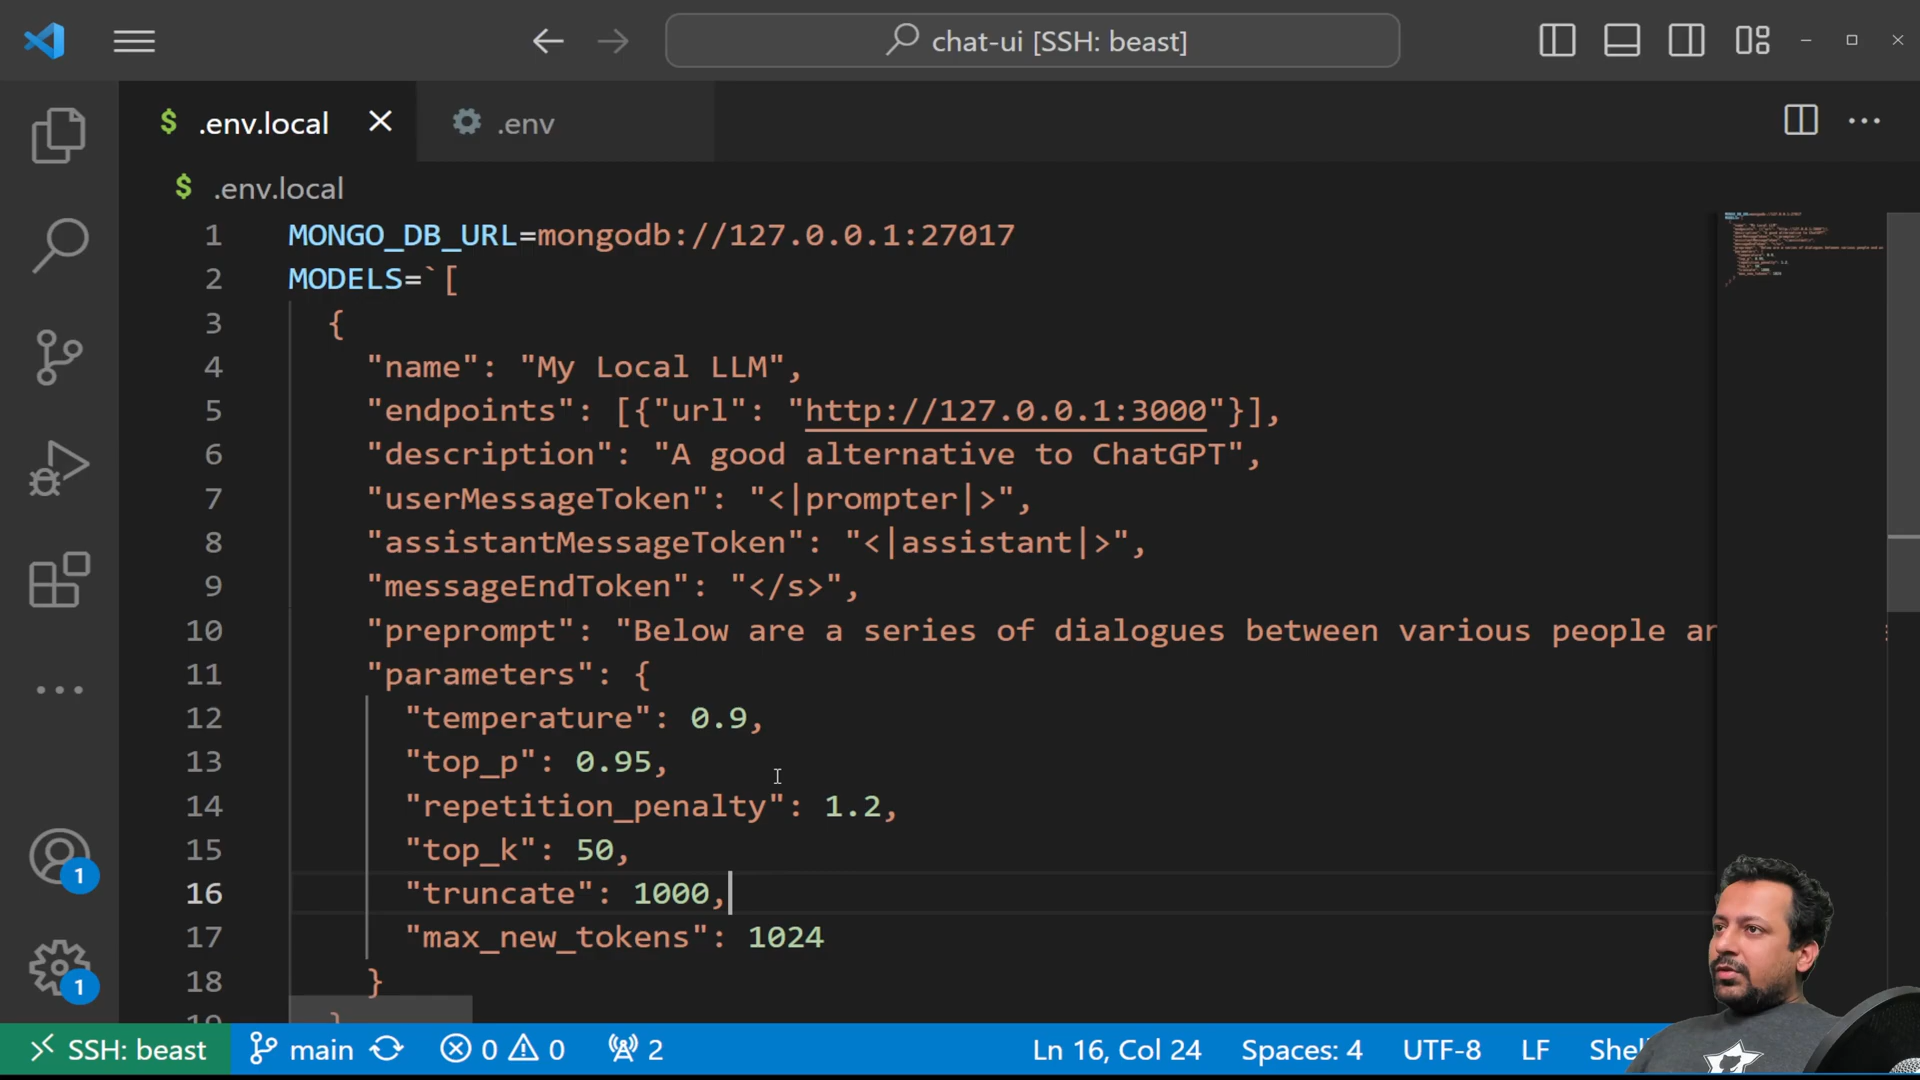 chat-ui [SSH: beast]
$ .env.local
.env
$ .env.local
1 MONGO_DB_URL=mongodb://127.0.0.1:27017
2 MODELS=`[
3 {
4 "name": "My Local LLM",
5 "endpoints": [{"url": "http://127.0.0.1:3000"}],
6 "description": "A good alternative to ChatGPT",
7 "userMessageToken": "<|prompter|>",
8 "assistantMessageToken": "<|assistant|>",
9 "messageEndToken": "</s>",
10 "preprompt": "Below are a series of dialogues between various people ar
11 "parameters": {
12 "temperature": 0.9,
13 "top_p": 0.95,
14 "repetition_penalty": 1.2,
15 "top_k": 50,
16 "truncate": 1000,
17 "max_new_tokens": 1024
18 }
19 }
1
1
SSH: beast main 0 0 2 Ln 16, Col 24 Spaces: 4 UTF-8 LF Shell